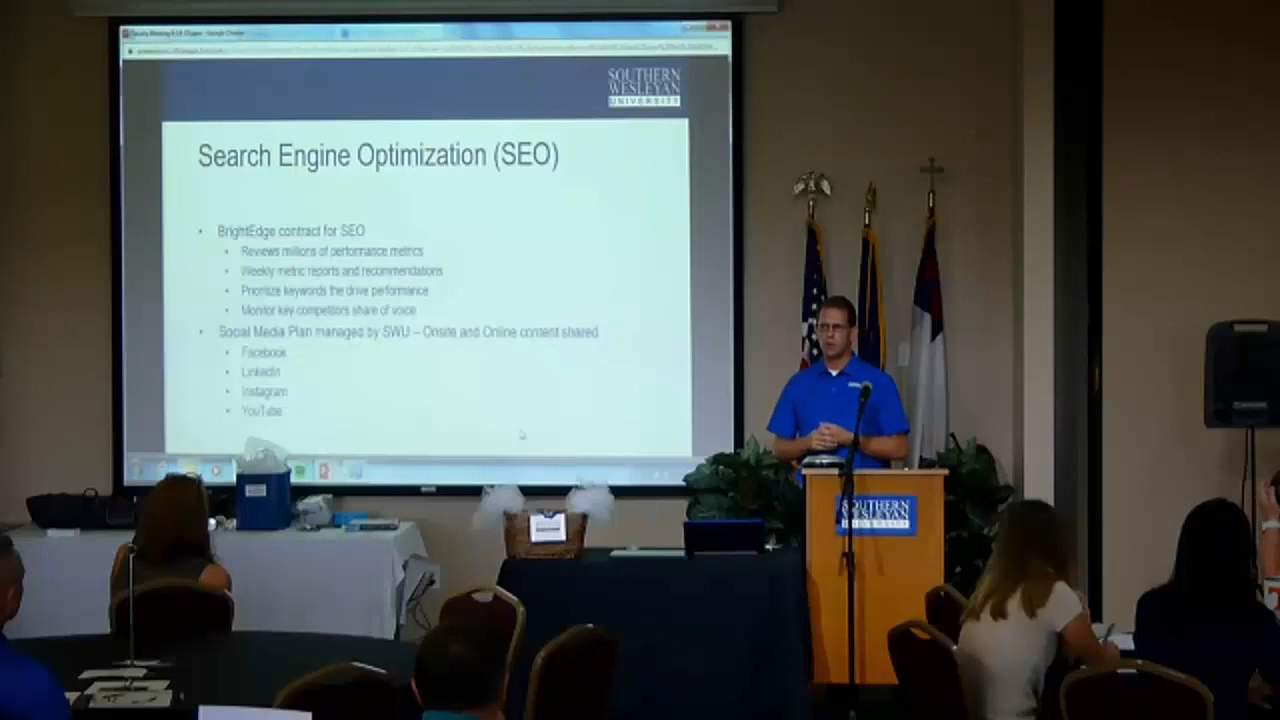 SOUTHERN
WESLEYAN
UNIVERSITY
Search Engine Optimization (SEO)
• BrightEdge contract for SEO
• Reviews millions of performance metrics
• Weekly metric reports and recommendations
• Prioritize keywords the drive performance
• Monitor key competitors share of voice
• Social Media Plan managed by SWU – Onsite and Online content shared
• Facebook
• LinkedIn
• Instagram
• YouTube
SOUTHERN
WESLEYAN
UNIVERSITY